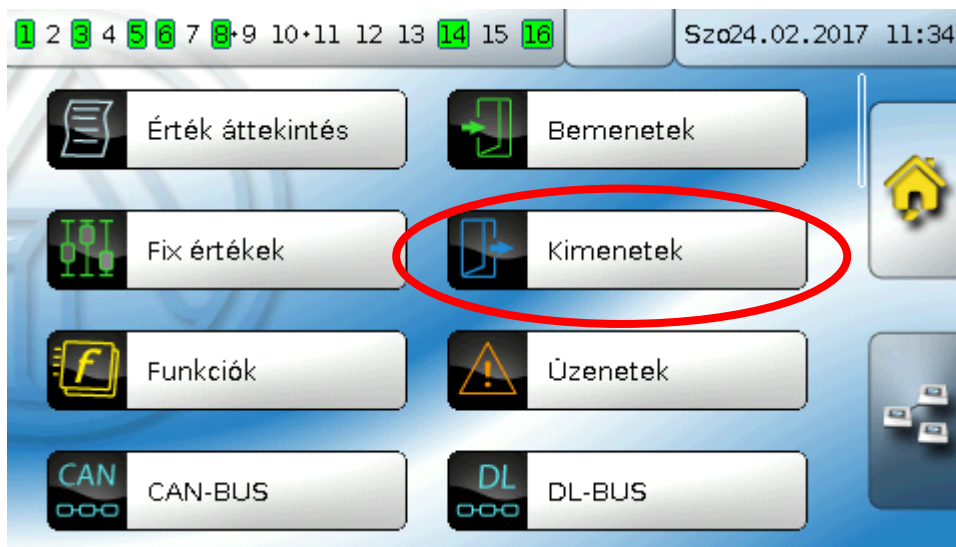 1 2 3 4 5 6 7 8•9 10•11 12 13 14 15 16 Szo24.02.2017 11:34
Érték áttekintés
Bemenetek
Fix értékek
Kimenetek
f Funkciók
! Üzenetek
CAN CAN-BUS
DL DL-BUS